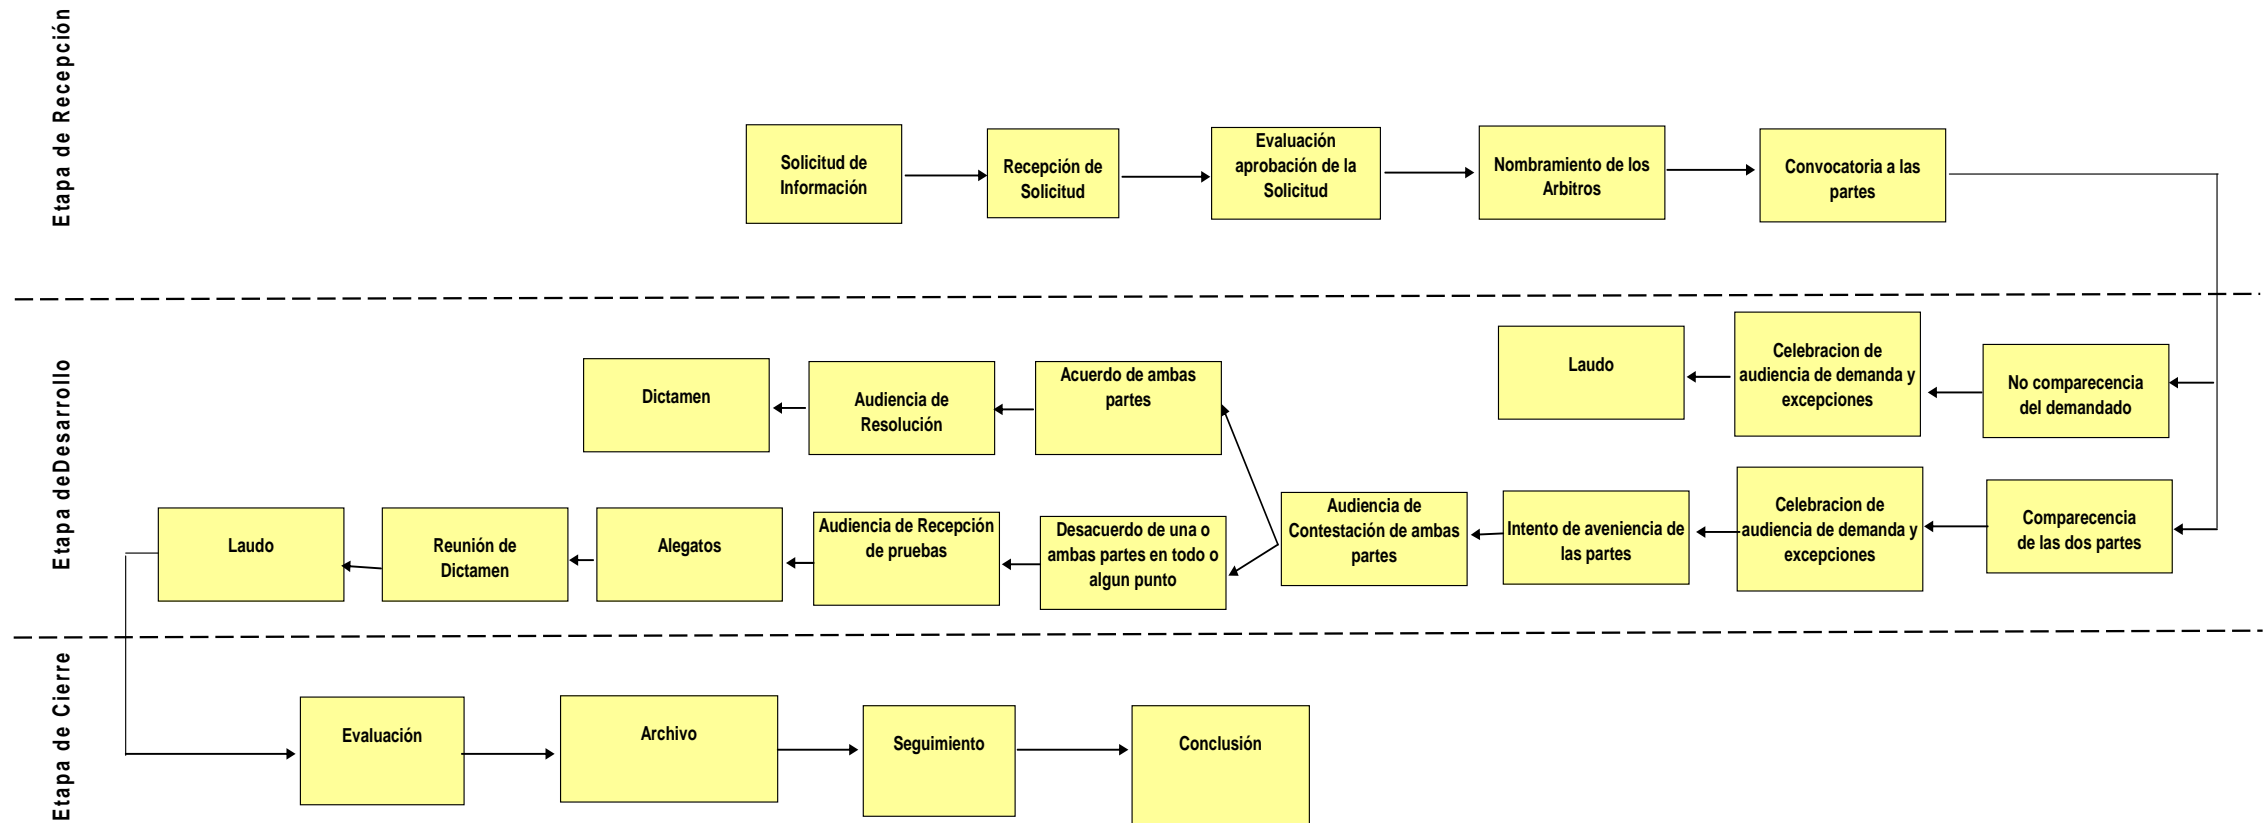 Etapa de Recepción
Solicitud de
Información
Recepción de
Solicitud
Evaluación
aprobación de la
Solicitud
Nombramiento de los
Arbitros
Convocatoria a las
partes
Etapa deDesarrollo
Dictamen
Audiencia de
Resolución
Acuerdo de ambas
partes
Laudo
Celebracion de
audiencia de demanda y
excepciones
No comparecencia
del demandado
Laudo
Reunión de
Dictamen
Alegatos
Audiencia de Recepción
de pruebas
Desacuerdo de una o
ambas partes en todo o
algun punto
Audiencia de
Contestación de ambas
partes
Intento de aveniencia de
las partes
Celebracion de
audiencia de demanda y
excepciones
Comparecencia
de las dos partes
Etapa de Cierre
Evaluación
Archivo
Seguimiento
Conclusión